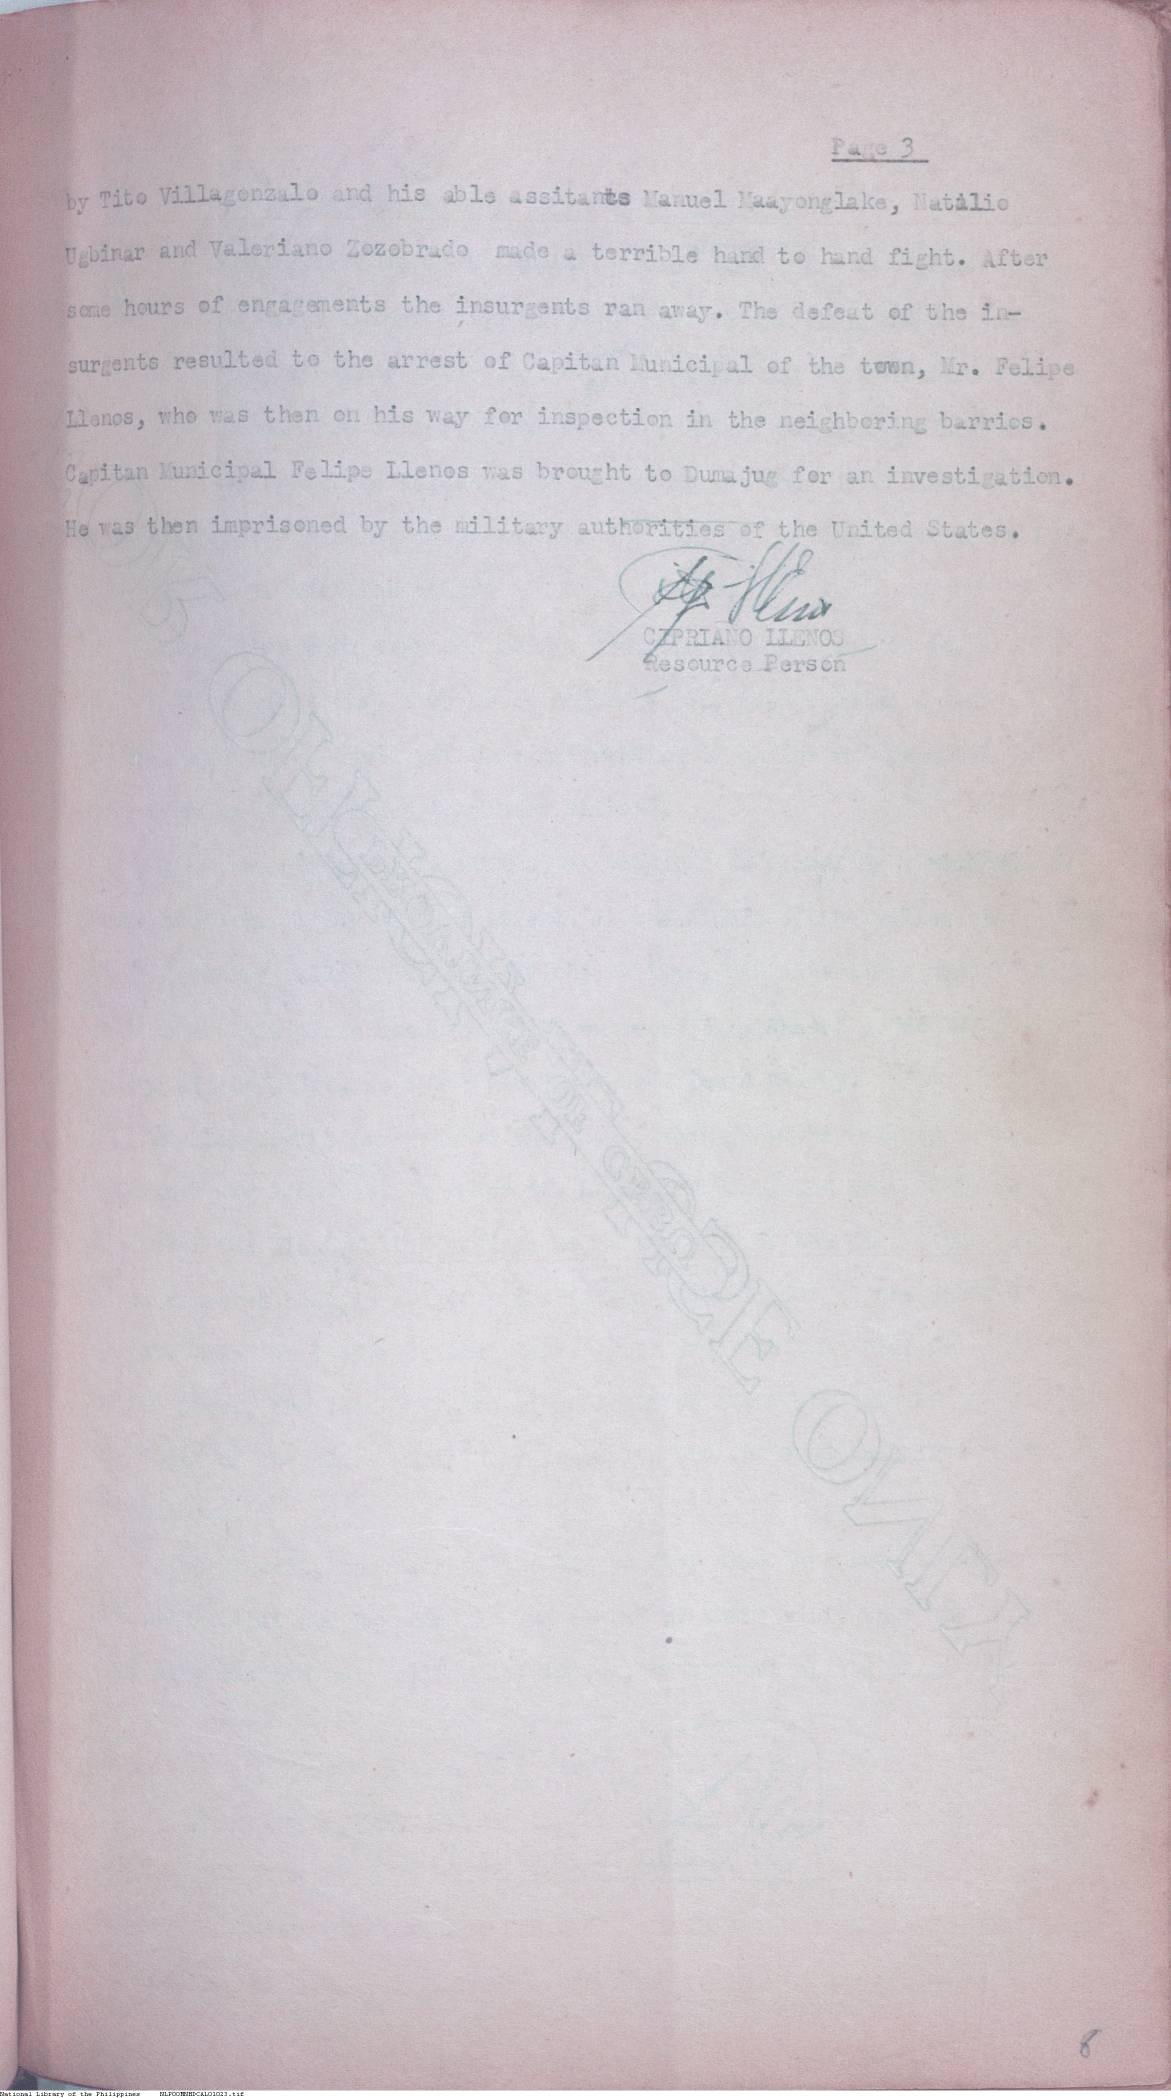 Page 3
by Tito Villagonzalo and his able assitants Manuel Maayonglake, Natalio
Ugbinar and Valeriano Zozobrado made a terrible hand to hand fight. After
some hours of engagements the insurgents ran away. The defeat of the in-
surgents resulted to the arrest of Capitan Municipal of the town, Mr. Felipe
Llenos, who was then on his way for inspection in the neighboring barrios.
Capitan Municipal Felipe Llenos was brought to Dumajug for an investigation.
He was then imprisoned by the military authorities of the United States.
CIPRIANO LLENOS
Resource Person
8
National Library of the Philippines NLPOOMNHDCAL01023.tif